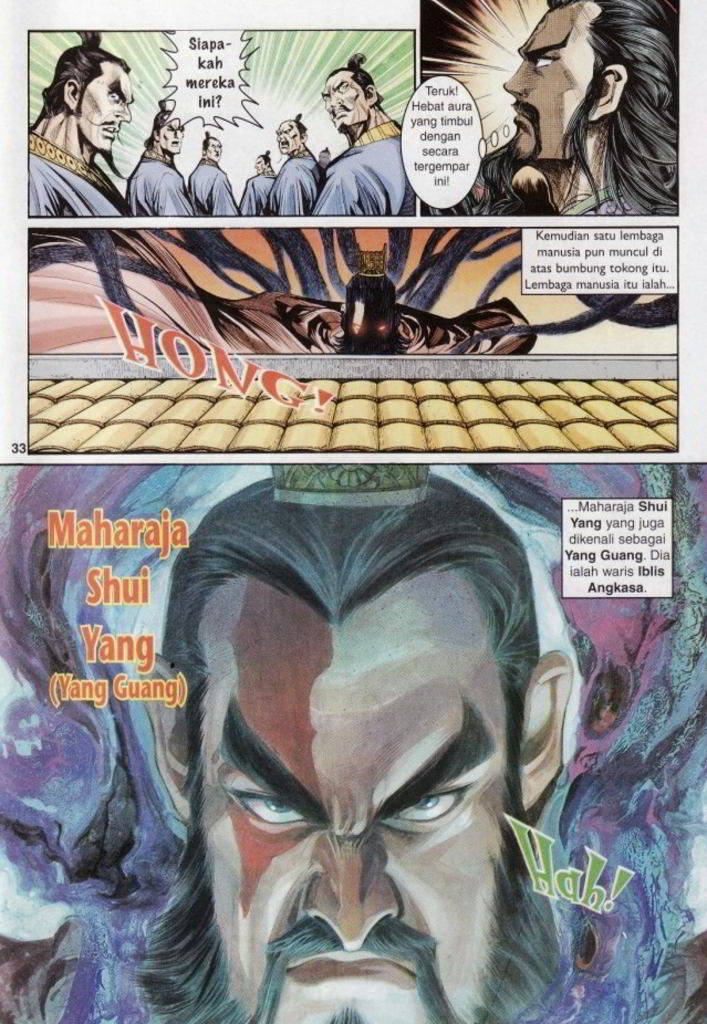 Siapa-
kah
mereka
ini?
Teruk!
Hebat aura
yang timbul
dengan
secara
tergempar
ini!
Kemudian satu lembaga
manusia pun muncul di
atas bumbung tokong itu.
Lembaga manusia itu ialah...
HONG!
33
Maharaja
Shui
Yang
(Yang Guang)
...Maharaja Shui
Yang yang juga
dikenali sebagai
Yang Guang. Dia
ialah waris Iblis
Angkasa.
Hah!